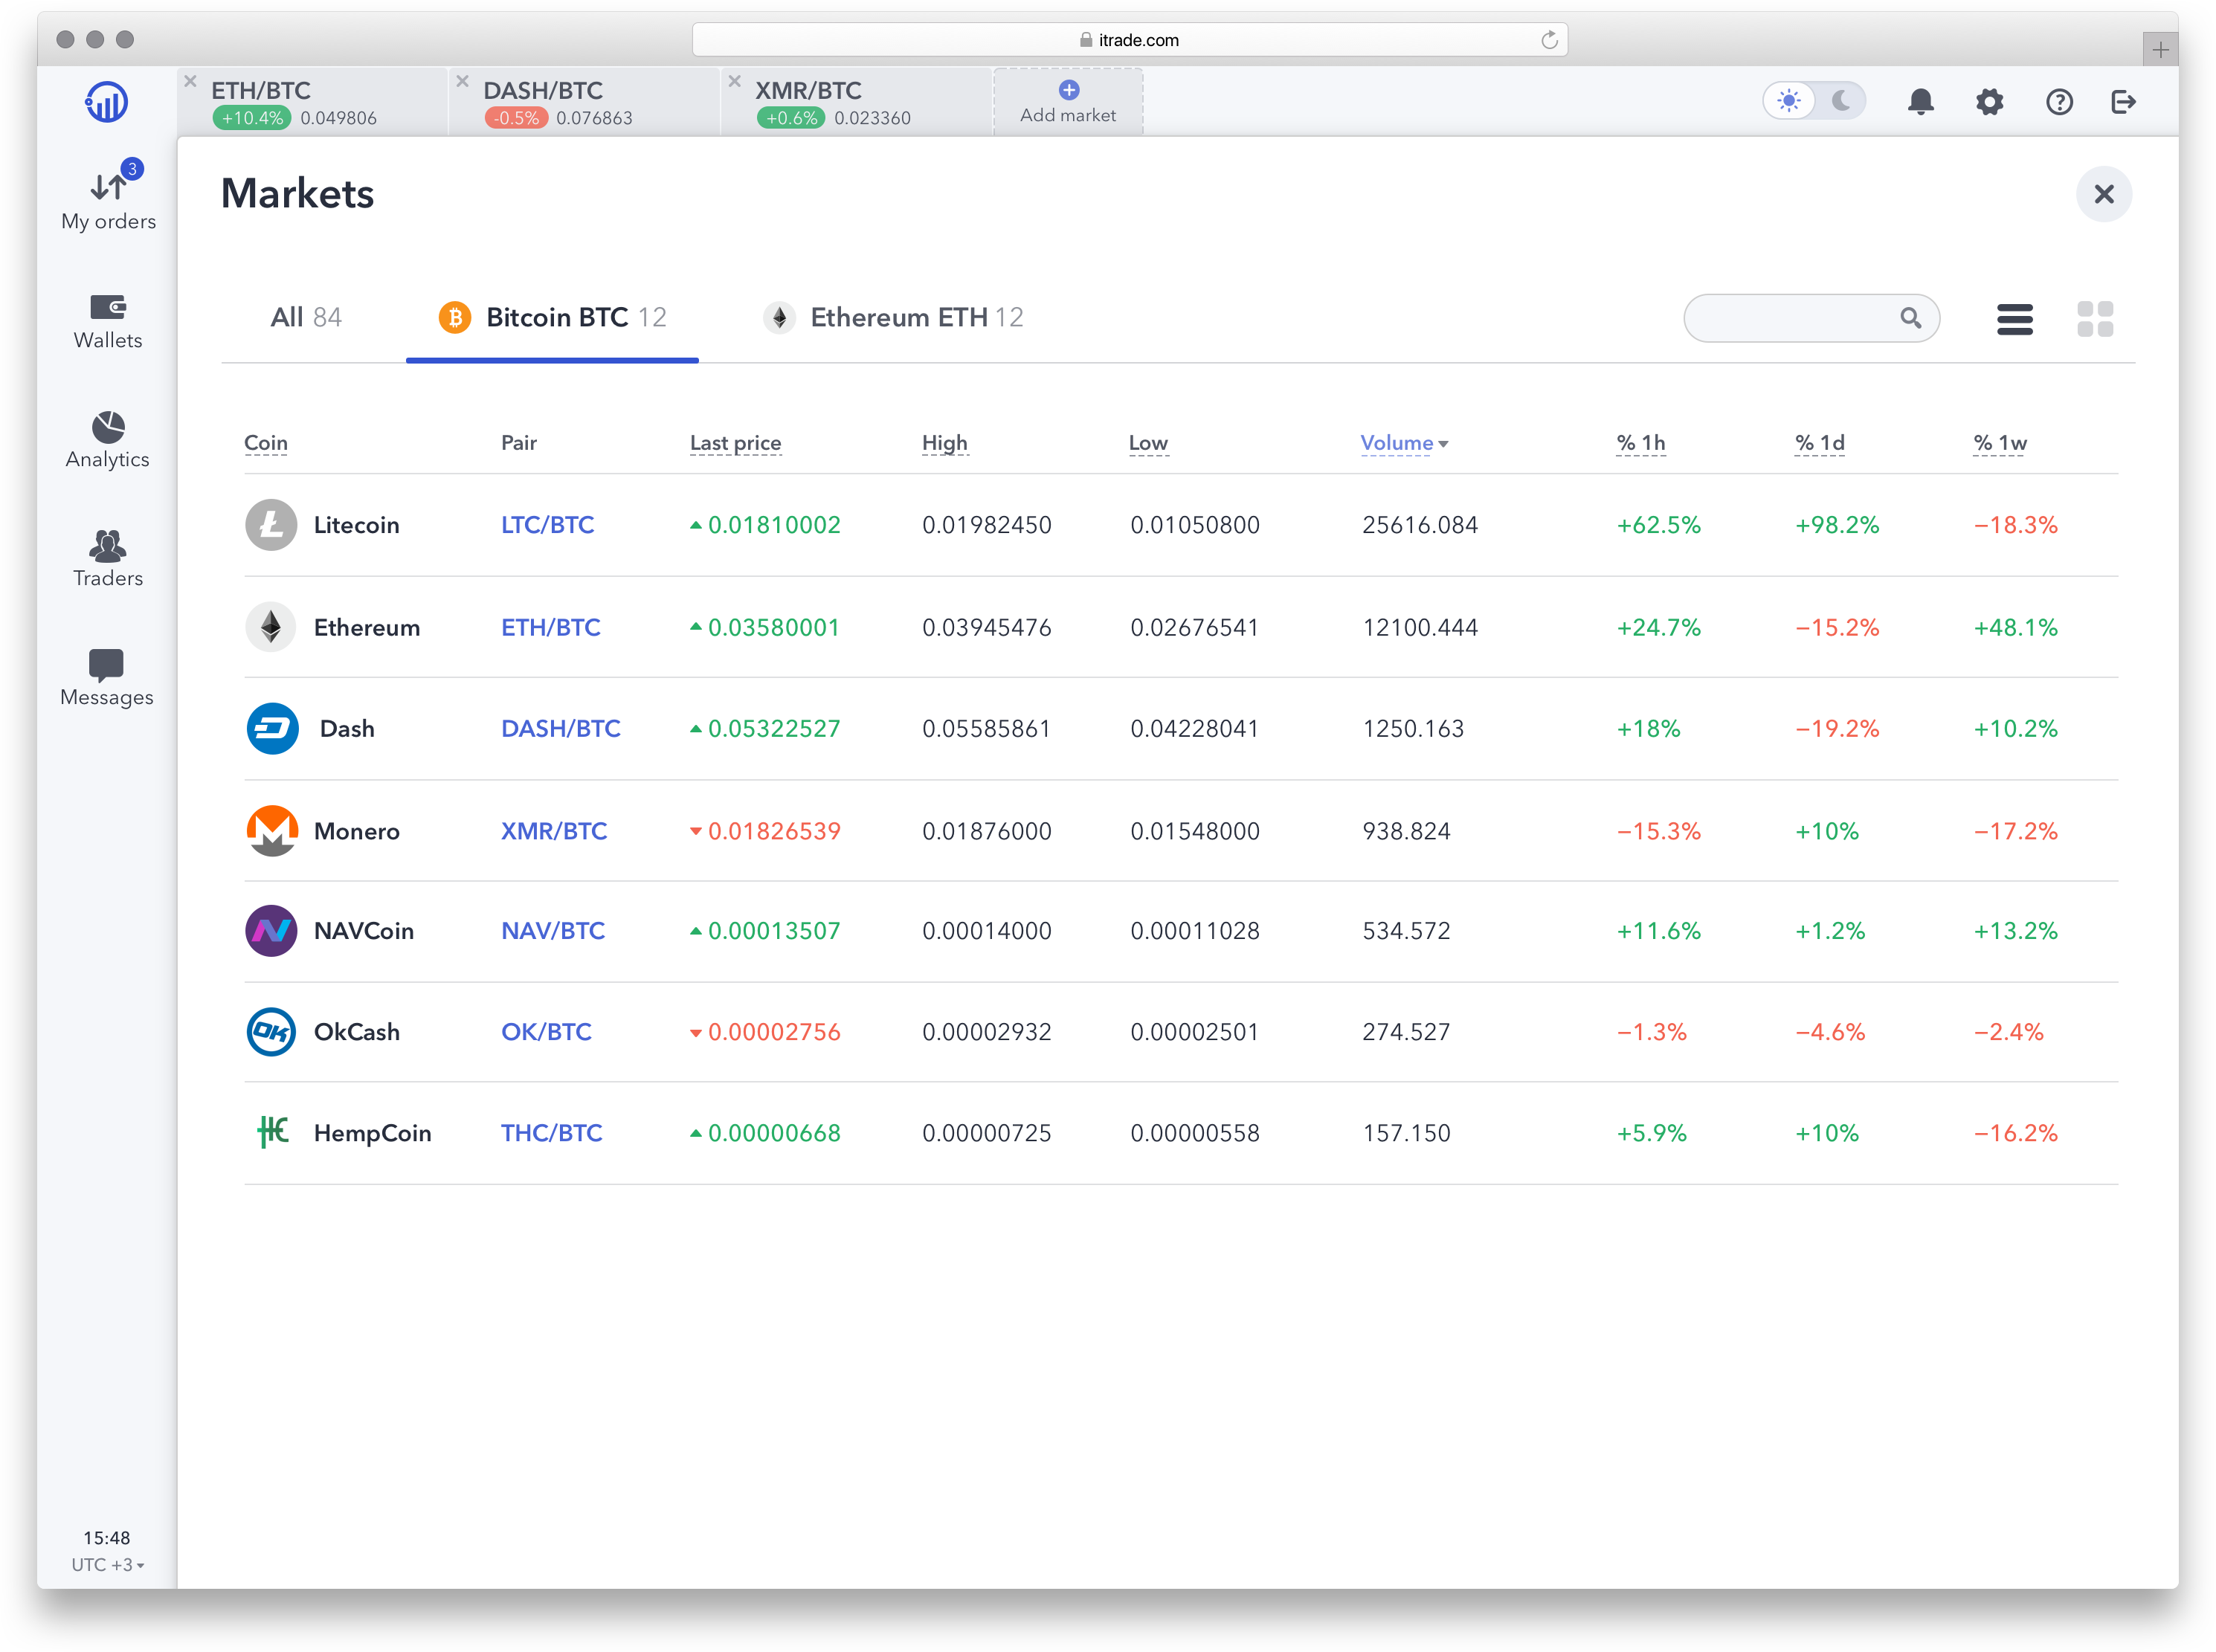 itrade.com
ETH/BTC
+10.4% 0.049806
DASH/BTC
-0.5% 0.076863
XMR/BTC
+0.6% 0.023360
Add market
3
My orders
Wallets
Analytics
Traders
Messages
15:48
UTC +3
Markets
All 84 Bitcoin BTC 12 Ethereum ETH 12
Coin Pair Last price High Low Volume % 1h % 1d % 1w
Litecoin LTC/BTC 0.01810002 0.01982450 0.01050800 25616.084 +62.5% +98.2% −18.3%
Ethereum ETH/BTC 0.03580001 0.03945476 0.02676541 12100.444 +24.7% −15.2% +48.1%
Dash DASH/BTC 0.05322527 0.05585861 0.04228041 1250.163 +18% −19.2% +10.2%
Monero XMR/BTC 0.01826539 0.01876000 0.01548000 938.824 −15.3% +10% −17.2%
NAVCoin NAV/BTC 0.00013507 0.00014000 0.00011028 534.572 +11.6% +1.2% +13.2%
OK OkCash OK/BTC 0.00002756 0.00002932 0.00002501 274.527 −1.3% −4.6% −2.4%
HempCoin THC/BTC 0.00000668 0.00000725 0.00000558 157.150 +5.9% +10% −16.2%